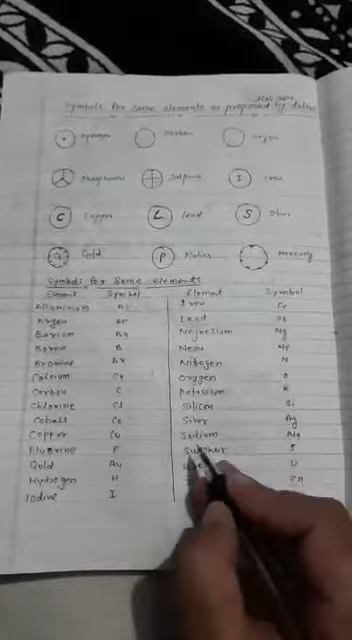 Symbols for Some elements as proposed by Dalton
Hydrogen Carbon Oxygen
Phosphorus Sulphur I Iron
C Copper L Lead S Silver
G Gold P Platina Mercury
Symbols for Some elements
Element Symbol Element Symbol
Aluminium Al Iron Fe
Argon Ar Lead Pb
Barium Ba Megnesium Mg
Boron B Neon Ne
Bromine Br Nitrogen N
Calcium Ca Oxygen O
Carbon C Potassium K
Chlorine Cl Silicon Si
Cobalt Co Silver Ag
Copper Cu Sodium Na
Fluorine F Sulphur S
Gold Au U
Hydrogen H Zn
Iodine I